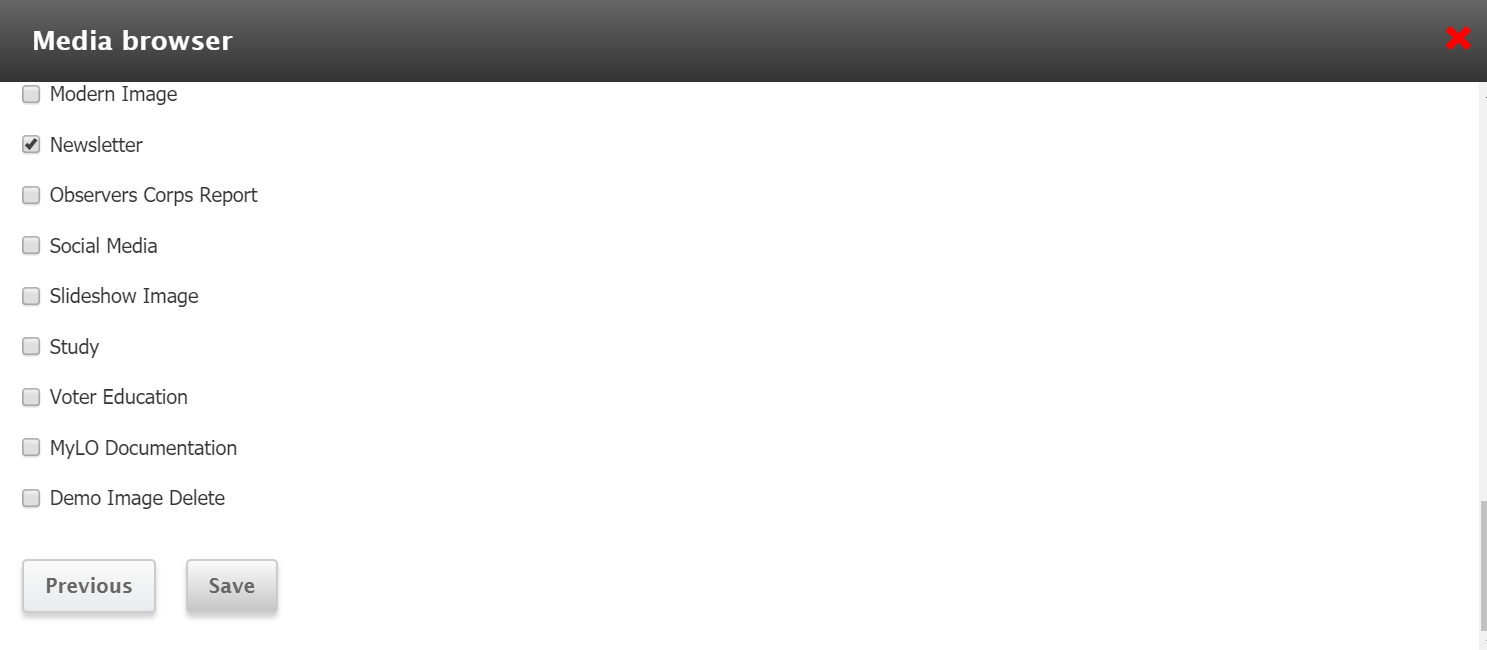 Media browser
Modern Image
Newsletter
Observers Corps Report
Social Media
Slideshow Image
Study
Voter Education
MyLO Documentation
Demo Image Delete
Previous Save